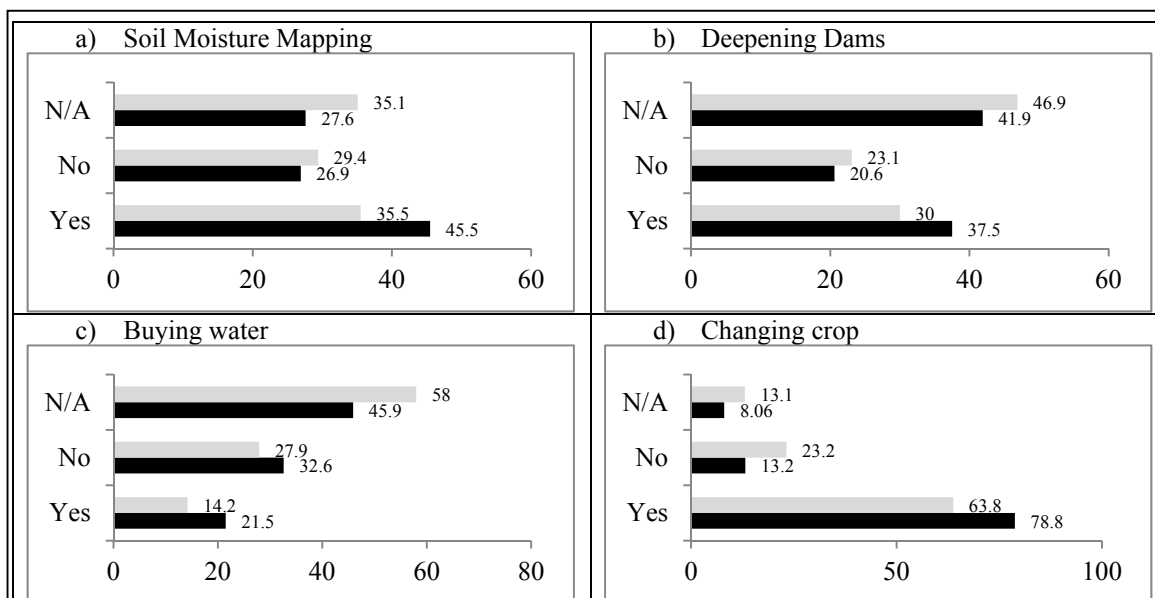 a) Soil Moisture Mapping
N/A
35.1
27.6
No
29.4
26.9
Yes
35.5
45.5
0 20 40 60
b) Deepening Dams
N/A
46.9
41.9
No
23.1
20.6
Yes
30
37.5
0 20 40 60
c) Buying water
N/A
58
45.9
No
27.9
32.6
Yes
14.2
21.5
0 20 40 60 80
d) Changing crop
N/A
13.1
8.06
No
23.2
13.2
Yes
63.8
78.8
0 50 100